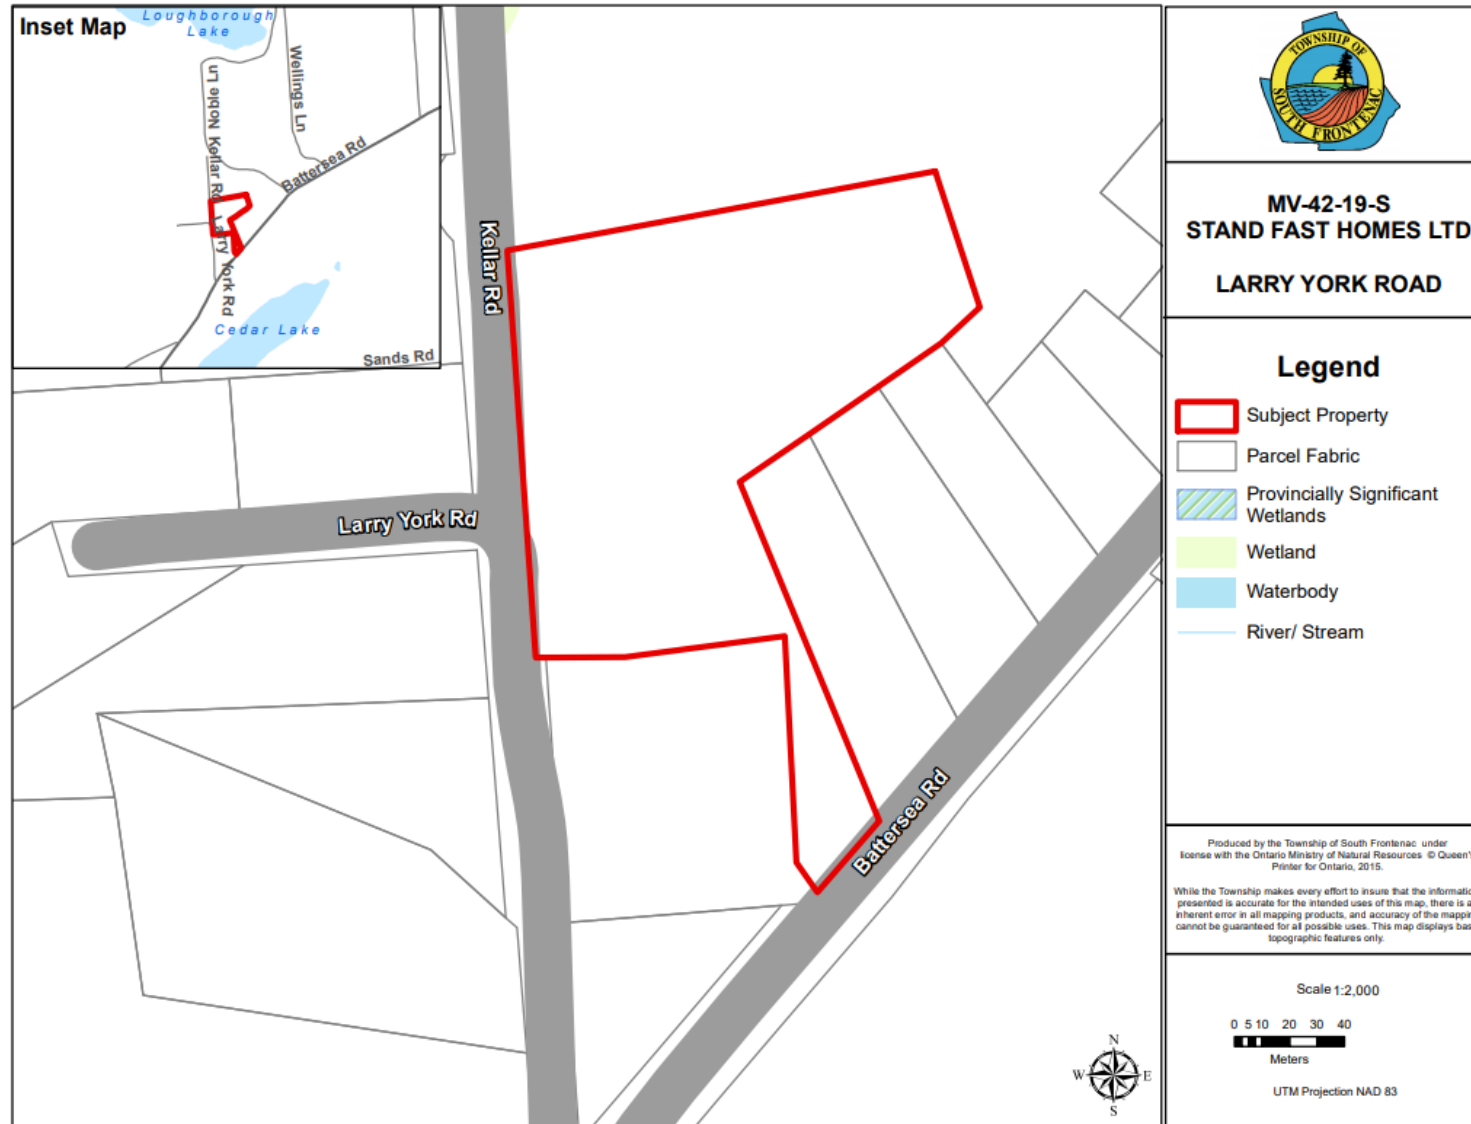 Inset Map
Loughborough
Lake
Wellings Ln
Noble Ln
Kellar Rd
Battersea Rd
Larry York Rd
Cedar Lake
Sands Rd
Kellar Rd
Larry York Rd
Battersea Rd
N
W
E
S
TOWNSHIP OF
SOUTH FRONTENAC
MV-42-19-S
STAND FAST HOMES LTD
LARRY YORK ROAD
Legend
Subject Property
Parcel Fabric
Provincially Significant
Wetlands
Wetland
Waterbody
River/ Stream
Produced by the Township of South Frontenac under
license with the Ontario Ministry of Natural Resources © Queen's
Printer for Ontario, 2015.
While the Township makes every effort to insure that the informatio
presented is accurate for the intended uses of this map, there is a
inherent error in all mapping products, and accuracy of the mappin
cannot be guaranteed for all possible uses. This map displays bas
topographic features only.
Scale 1:2,000
0 5 10 20 30 40
Meters
UTM Projection NAD 83